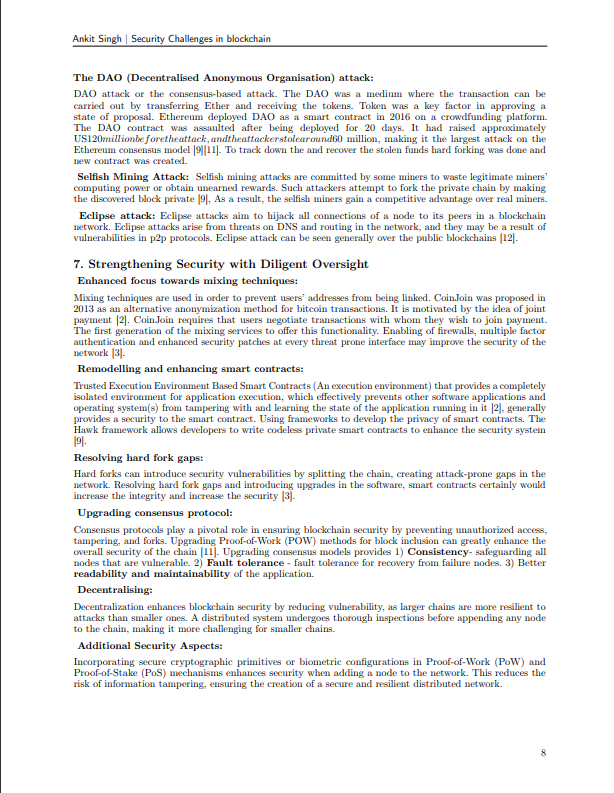 Ankit Singh | Security Challenges in blockchain
The DAO (Decentralised Anonymous Organisation) attack:
DAO attack or the consensus-based attack. The DAO was a medium where the transaction can be
carried out by transferring Ether and receiving the tokens. Token was a key factor in approving a
state of proposal. Ethereum deployed DAO as a smart contract in 2016 on a crowdfunding platform.
The DAO contract was assaulted after being deployed for 20 days. It had raised approximately
US120millionbeforetheattack,andtheattackerstolearound60 million, making it the largest attack on the
Ethereum consensus model [9][11]. To track down the and recover the stolen funds hard forking was done and
new contract was created.
Selfish Mining Attack: Selfish mining attacks are committed by some miners to waste legitimate miners'
computing power or obtain unearned rewards. Such attackers attempt to fork the private chain by making
the discovered block private [9], As a result, the selfish miners gain a competitive advantage over real miners.
Eclipse attack: Eclipse attacks aim to hijack all connections of a node to its peers in a blockchain
network. Eclipse attacks arise from threats on DNS and routing in the network, and they may be a result of
vulnerabilities in p2p protocols. Eclipse attack can be seen generally over the public blockchains [12].
7. Strengthening Security with Diligent Oversight
Enhanced focus towards mixing techniques:
Mixing techniques are used in order to prevent users' addresses from being linked. CoinJoin was proposed in
2013 as an alternative anonymization method for bitcoin transactions. It is motivated by the idea of joint
payment [2]. CoinJoin requires that users negotiate transactions with whom they wish to join payment.
The first generation of the mixing services to offer this functionality. Enabling of firewalls, multiple factor
authentication and enhanced security patches at every threat prone interface may improve the security of the
network [3].
Remodelling and enhancing smart contracts:
Trusted Execution Environment Based Smart Contracts (An execution environment) that provides a completely
isolated environment for application execution, which effectively prevents other software applications and
operating system(s) from tampering with and learning the state of the application running in it [2], generally
provides a security to the smart contract. Using frameworks to develop the privacy of smart contracts. The
Hawk framework allows developers to write codeless private smart contracts to enhance the security system
[9].
Resolving hard fork gaps:
Hard forks can introduce security vulnerabilities by splitting the chain, creating attack-prone gaps in the
network. Resolving hard fork gaps and introducing upgrades in the software, smart contracts certainly would
increase the integrity and increase the security [3].
Upgrading consensus protocol:
Consensus protocols play a pivotal role in ensuring blockchain security by preventing unauthorized access,
tampering, and forks. Upgrading Proof-of-Work (POW) methods for block inclusion can greatly enhance the
overall security of the chain [11]. Upgrading consensus models provides 1) Consistency- safeguarding all
nodes that are vulnerable. 2) Fault tolerance - fault tolerance for recovery from failure nodes. 3) Better
readability and maintainability of the application.
Decentralising:
Decentralization enhances blockchain security by reducing vulnerability, as larger chains are more resilient to
attacks than smaller ones. A distributed system undergoes thorough inspections before appending any node
to the chain, making it more challenging for smaller chains.
Additional Security Aspects:
Incorporating secure cryptographic primitives or biometric configurations in Proof-of-Work (PoW) and
Proof-of-Stake (PoS) mechanisms enhances security when adding a node to the network. This reduces the
risk of information tampering, ensuring the creation of a secure and resilient distributed network.
8